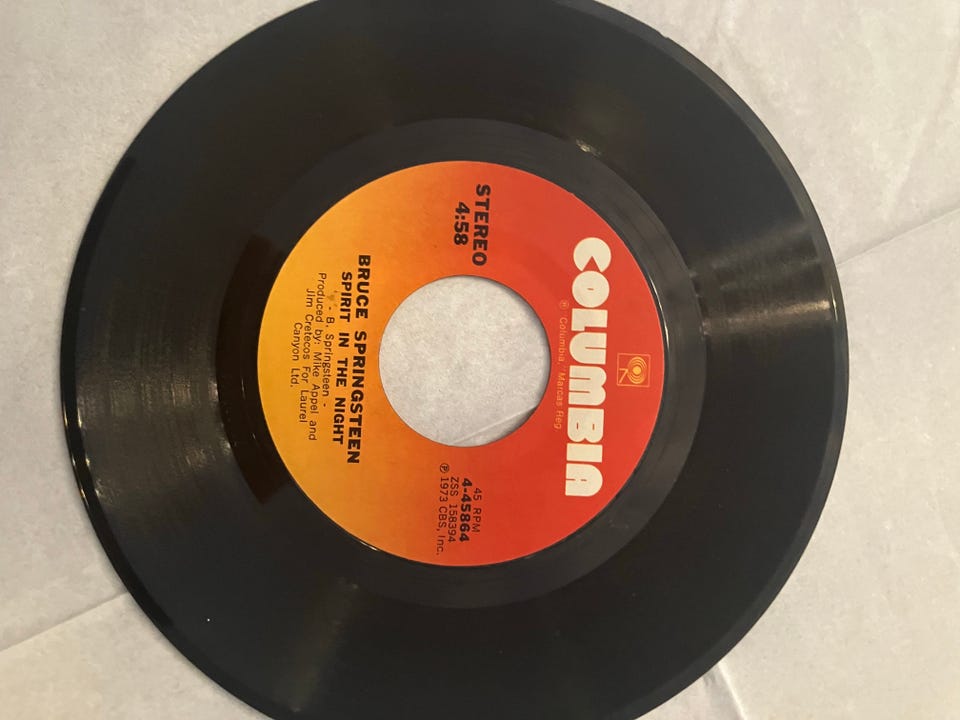 COLUMBIA
® "Columbia," Marcas Reg
STEREO
4:58
45 RPM
4-45864
ZSS 158394
℗ 1973 CBS, Inc.
BRUCE SPRINGSTEEN
SPIRIT IN THE NIGHT
- B. Springsteen -
Produced by: Mike Appel and
Jim Cretecos For Laurel
Canyon Ltd.